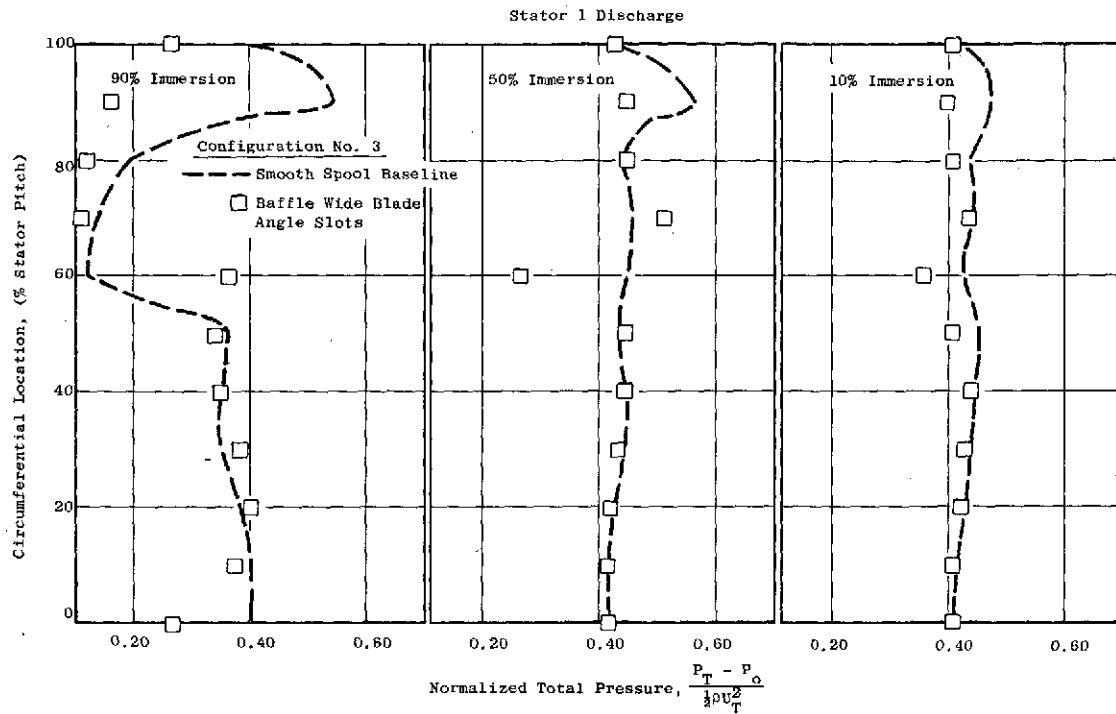 Stator 1 Discharge
Circumferential Location, (% Stator Pitch)
100
80
60
40
20
0
90% Immersion
50% Immersion
10% Immersion
Configuration No. 3
Smooth Spool Baseline
Baffle Wide Blade
Angle Slots
0.20 0.40 0.60 0.20 0.40 0.60 0.20 0.40 0.60
Normalized Total Pressure, P_T - P_o / ½ρU_T^2